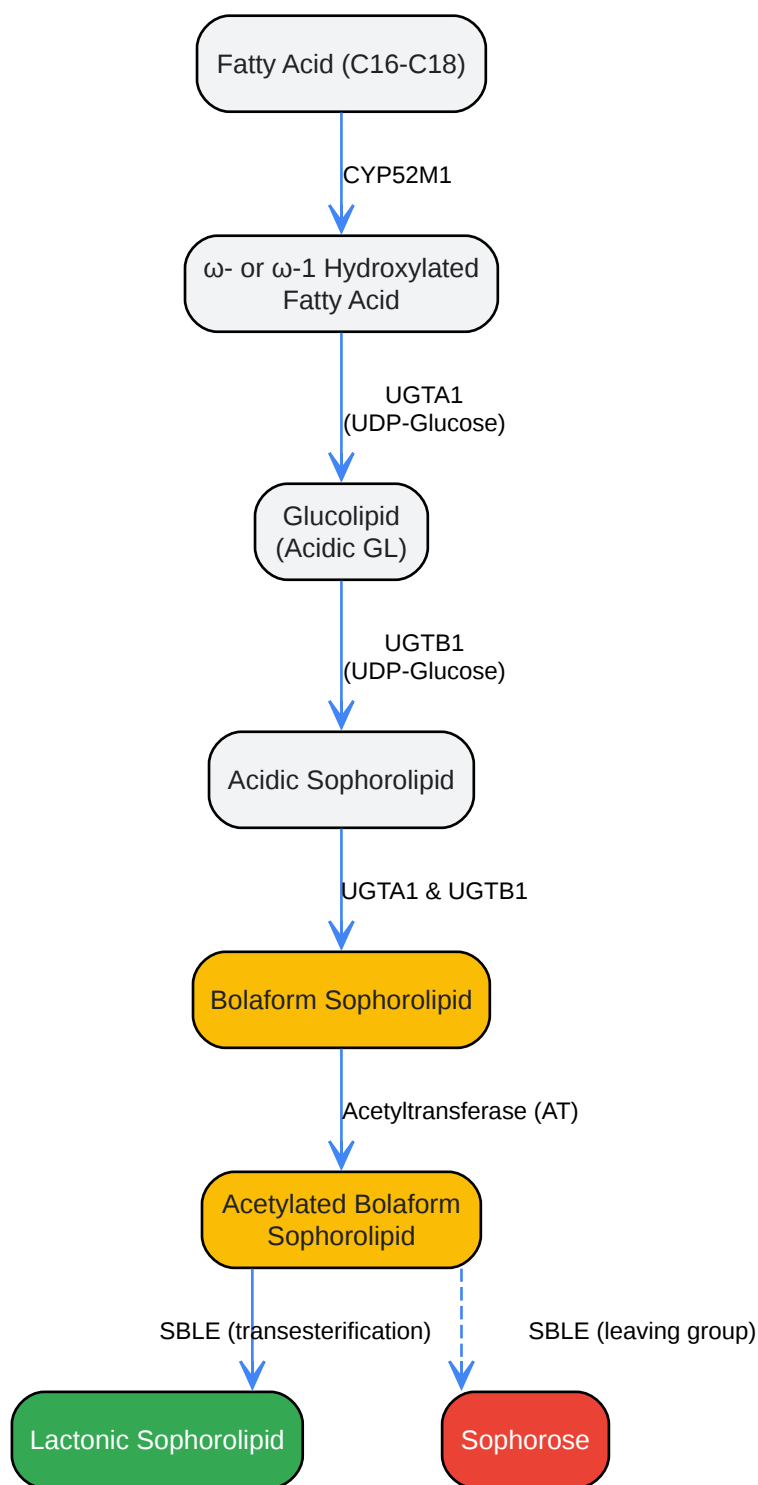 Fatty Acid (C16-C18)
CYP52M1
ω- or ω-1 Hydroxylated
Fatty Acid
UGTA1
(UDP-Glucose)
Glucolipid
(Acidic GL)
UGTB1
(UDP-Glucose)
Acidic Sophorolipid
UGTA1 & UGTB1
Bolaform Sophorolipid
Acetyltransferase (AT)
Acetylated Bolaform
Sophorolipid
SBLE (transesterification)
SBLE (leaving group)
Lactonic Sophorolipid
Sophorose